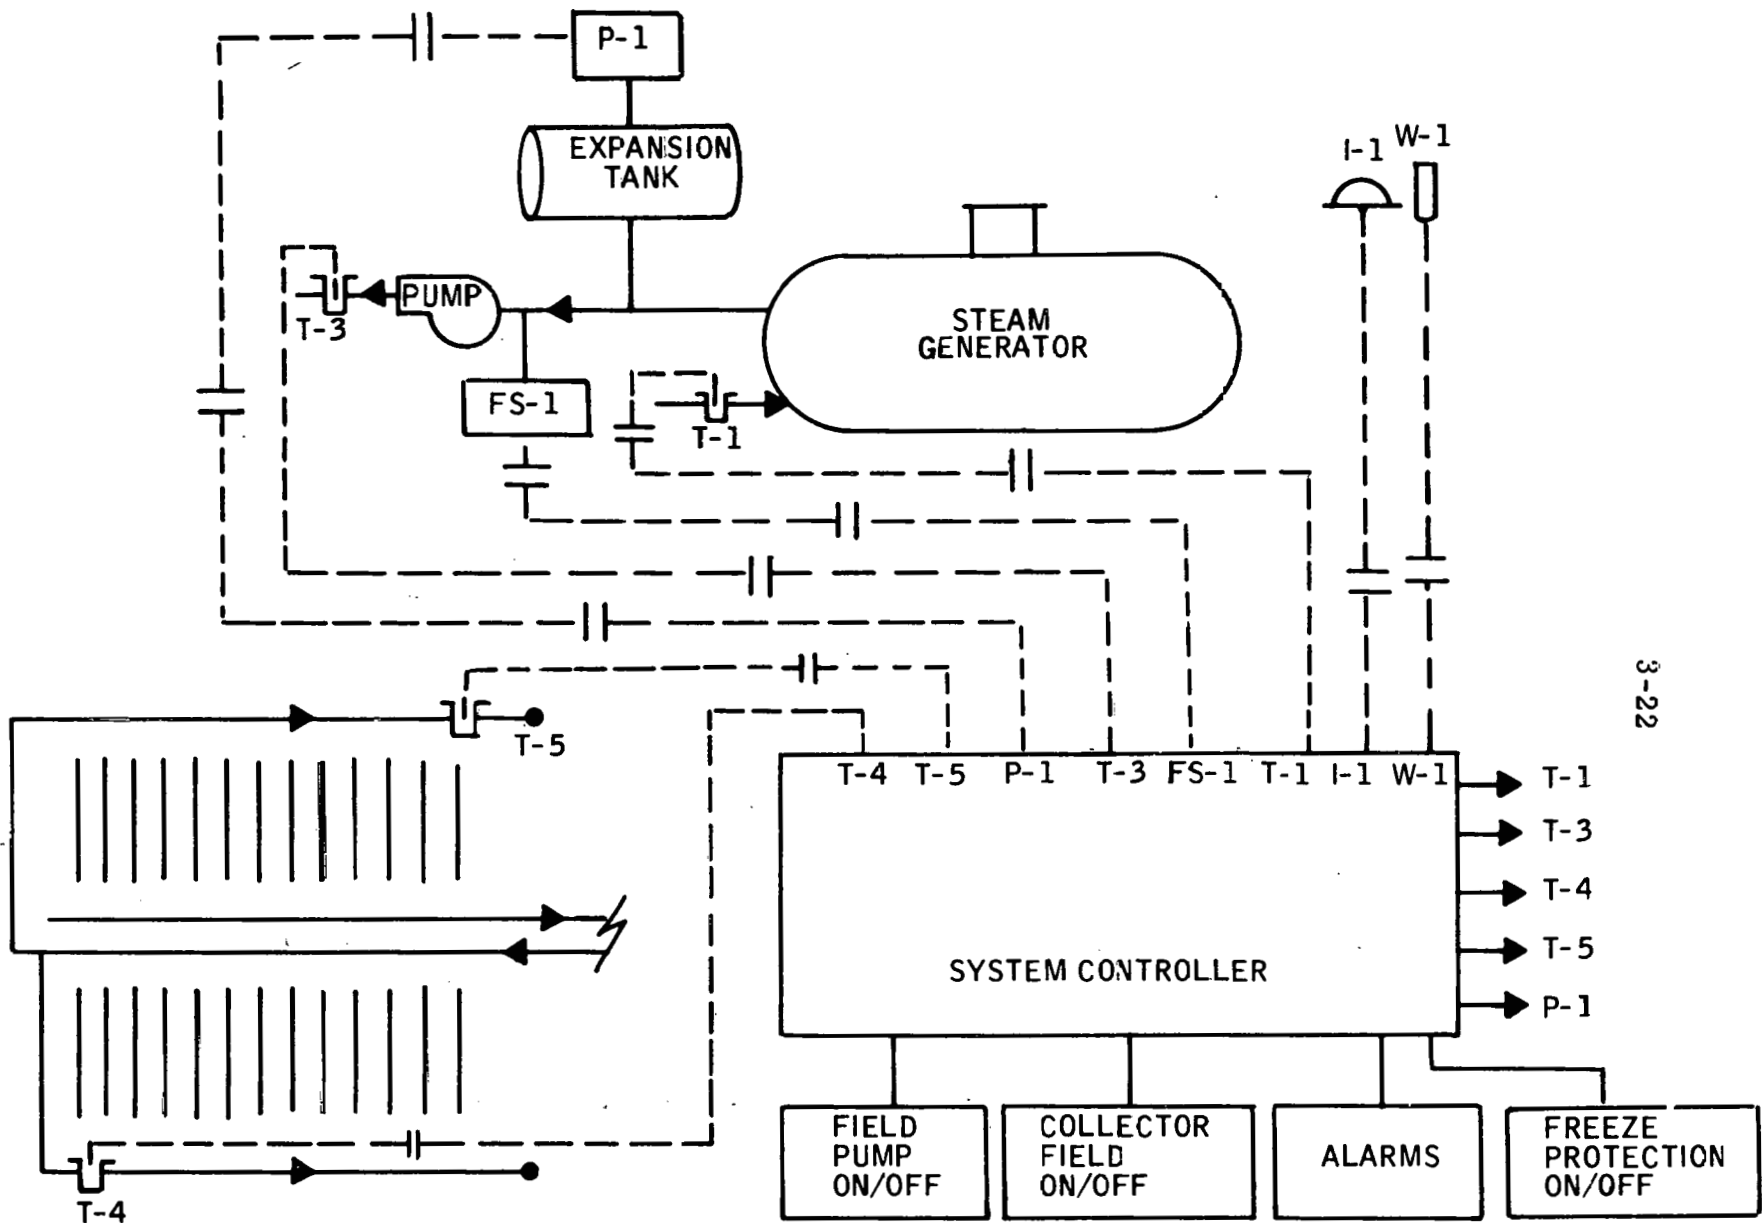 P-1
EXPANSION
TANK
I-1
W-1
PUMP
T-3
STEAM
GENERATOR
FS-1
T-1
3-22
T-5
T-4 T-5 P-1 T-3 FS-1 T-1 I-1 W-1
T-1
T-3
T-4
T-5
P-1
SYSTEM CONTROLLER
FIELD
PUMP
ON/OFF
COLLECTOR
FIELD
ON/OFF
ALARMS
FREEZE
PROTECTION
ON/OFF
T-4